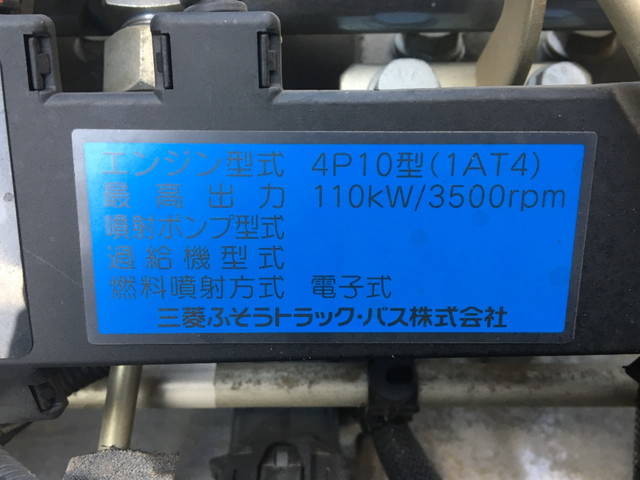 エンジン型式 4P10型(1AT4)
最高出力 110kW/3500rpm
噴射ポンプ型式
過給機型式
燃料噴射方式 電子式
三菱ふそうトラック・バス株式会社